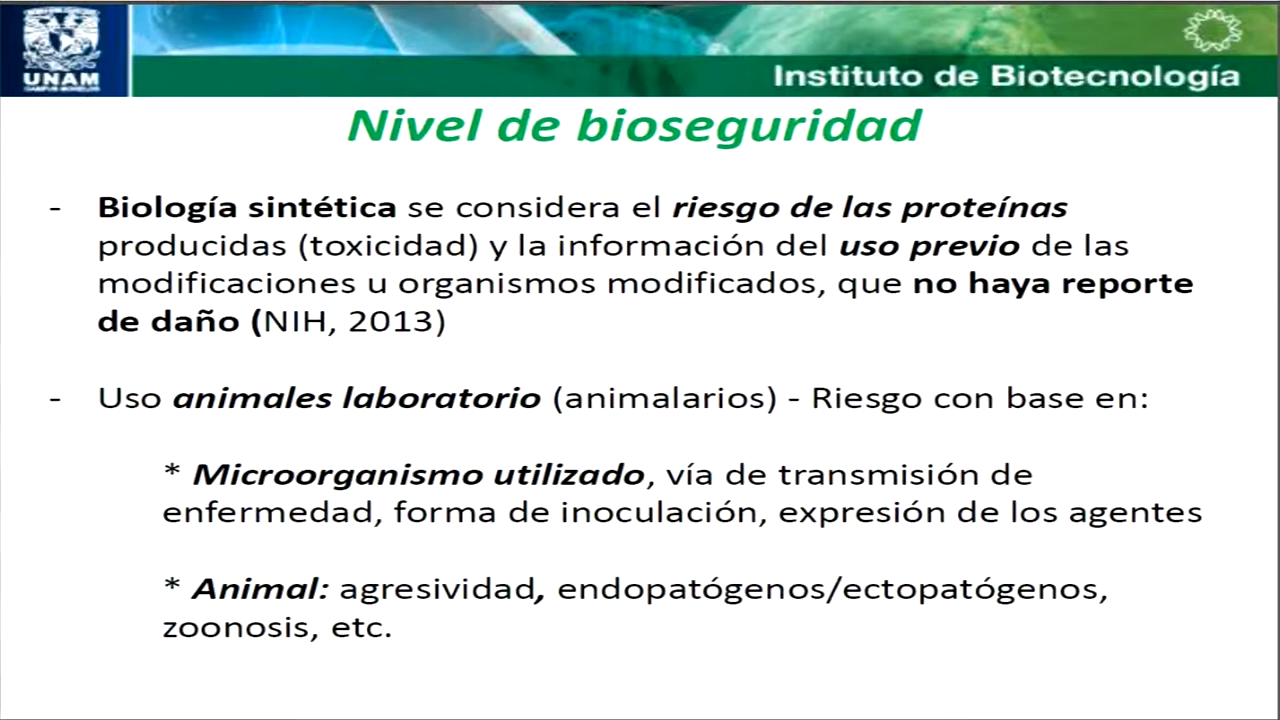 UNAM
CAMPUS MORELOS
Instituto de Biotecnología
Nivel de bioseguridad
- Biología sintética se considera el riesgo de las proteínas
producidas (toxicidad) y la información del uso previo de las
modificaciones u organismos modificados, que no haya reporte
de daño (NIH, 2013)
- Uso animales laboratorio (animalarios) - Riesgo con base en:
* Microorganismo utilizado, vía de transmisión de
enfermedad, forma de inoculación, expresión de los agentes
* Animal: agresividad, endopatógenos/ectopatógenos,
zoonosis, etc.